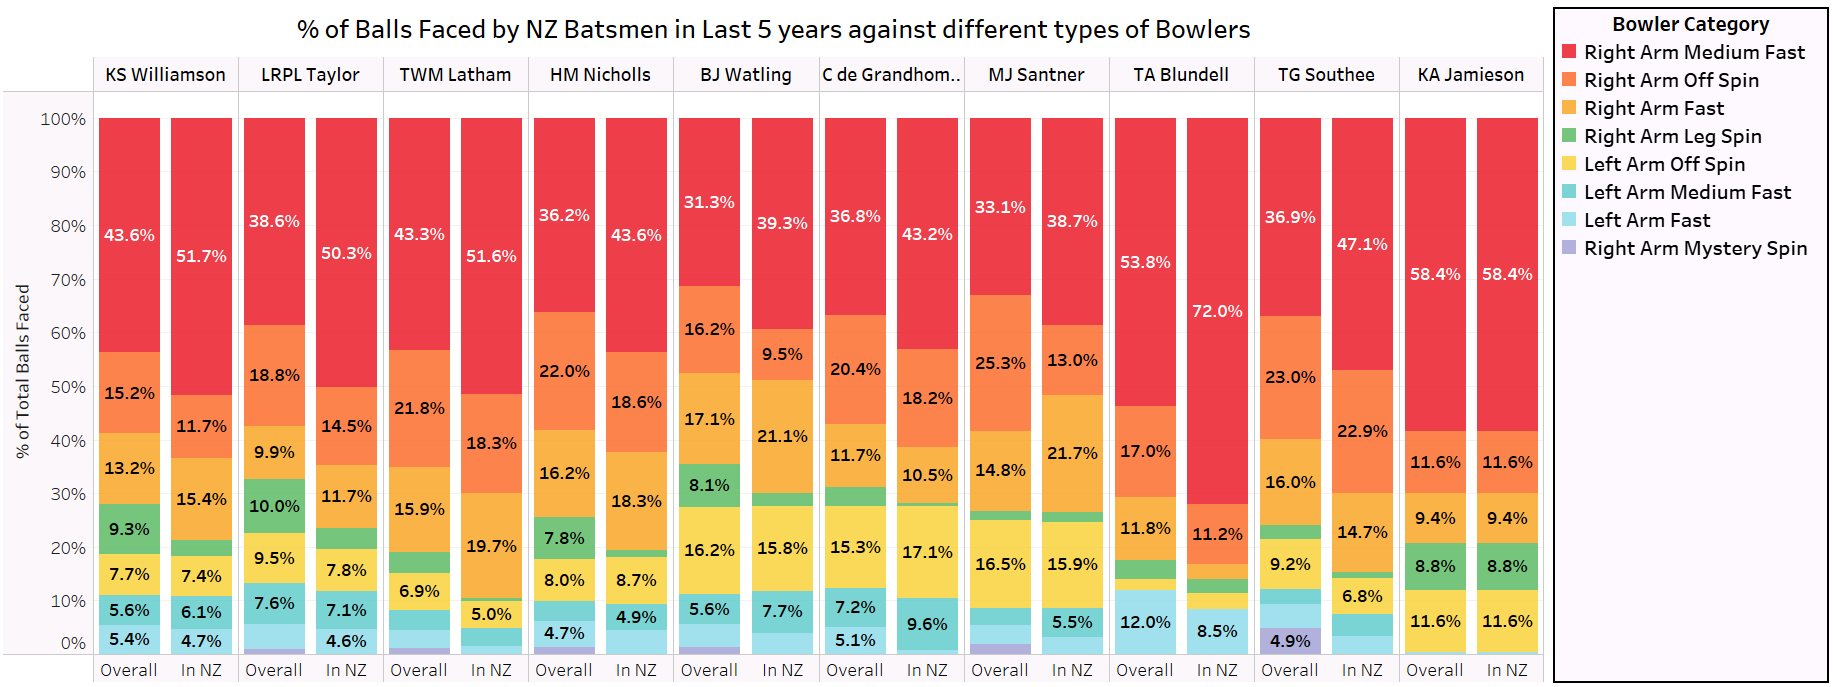 % of Balls Faced by NZ Batsmen in Last 5 years against different types of Bowlers
KS Williamson LRPL Taylor TWM Latham HM Nicholls BJ Watling C de Grandhom.. MJ Santner TA Blundell TG Southee KA Jamieson
% of Total Balls Faced
100%
90%
80%
70%
60%
50%
40%
30%
20%
10%
0%
43.6% 15.2% 13.2% 9.3% 7.7% 5.6% 5.4%
51.7% 11.7% 15.4% 7.4% 6.1% 4.7%
38.6% 18.8% 9.9% 10.0% 9.5% 7.6%
50.3% 14.5% 11.7% 7.8% 7.1% 4.6%
43.3% 21.8% 15.9% 6.9%
51.6% 18.3% 19.7% 5.0%
36.2% 22.0% 16.2% 7.8% 8.0% 4.7%
43.6% 18.6% 18.3% 8.7% 4.9%
31.3% 16.2% 17.1% 8.1% 16.2% 5.6%
39.3% 9.5% 21.1% 15.8% 7.7%
36.8% 20.4% 11.7% 15.3% 7.2% 5.1%
43.2% 18.2% 10.5% 17.1% 9.6%
33.1% 25.3% 14.8% 16.5%
38.7% 13.0% 21.7% 15.9% 5.5%
53.8% 17.0% 11.8% 12.0%
72.0% 11.2% 8.5%
36.9% 23.0% 16.0% 9.2% 4.9%
47.1% 22.9% 14.7% 6.8%
58.4% 11.6% 9.4% 8.8% 11.6%
58.4% 11.6% 9.4% 8.8% 11.6%
Overall In NZ Overall In NZ Overall In NZ Overall In NZ Overall In NZ Overall In NZ Overall In NZ Overall In NZ Overall In NZ Overall In NZ
Bowler Category
Right Arm Medium Fast
Right Arm Off Spin
Right Arm Fast
Right Arm Leg Spin
Left Arm Off Spin
Left Arm Medium Fast
Left Arm Fast
Right Arm Mystery Spin